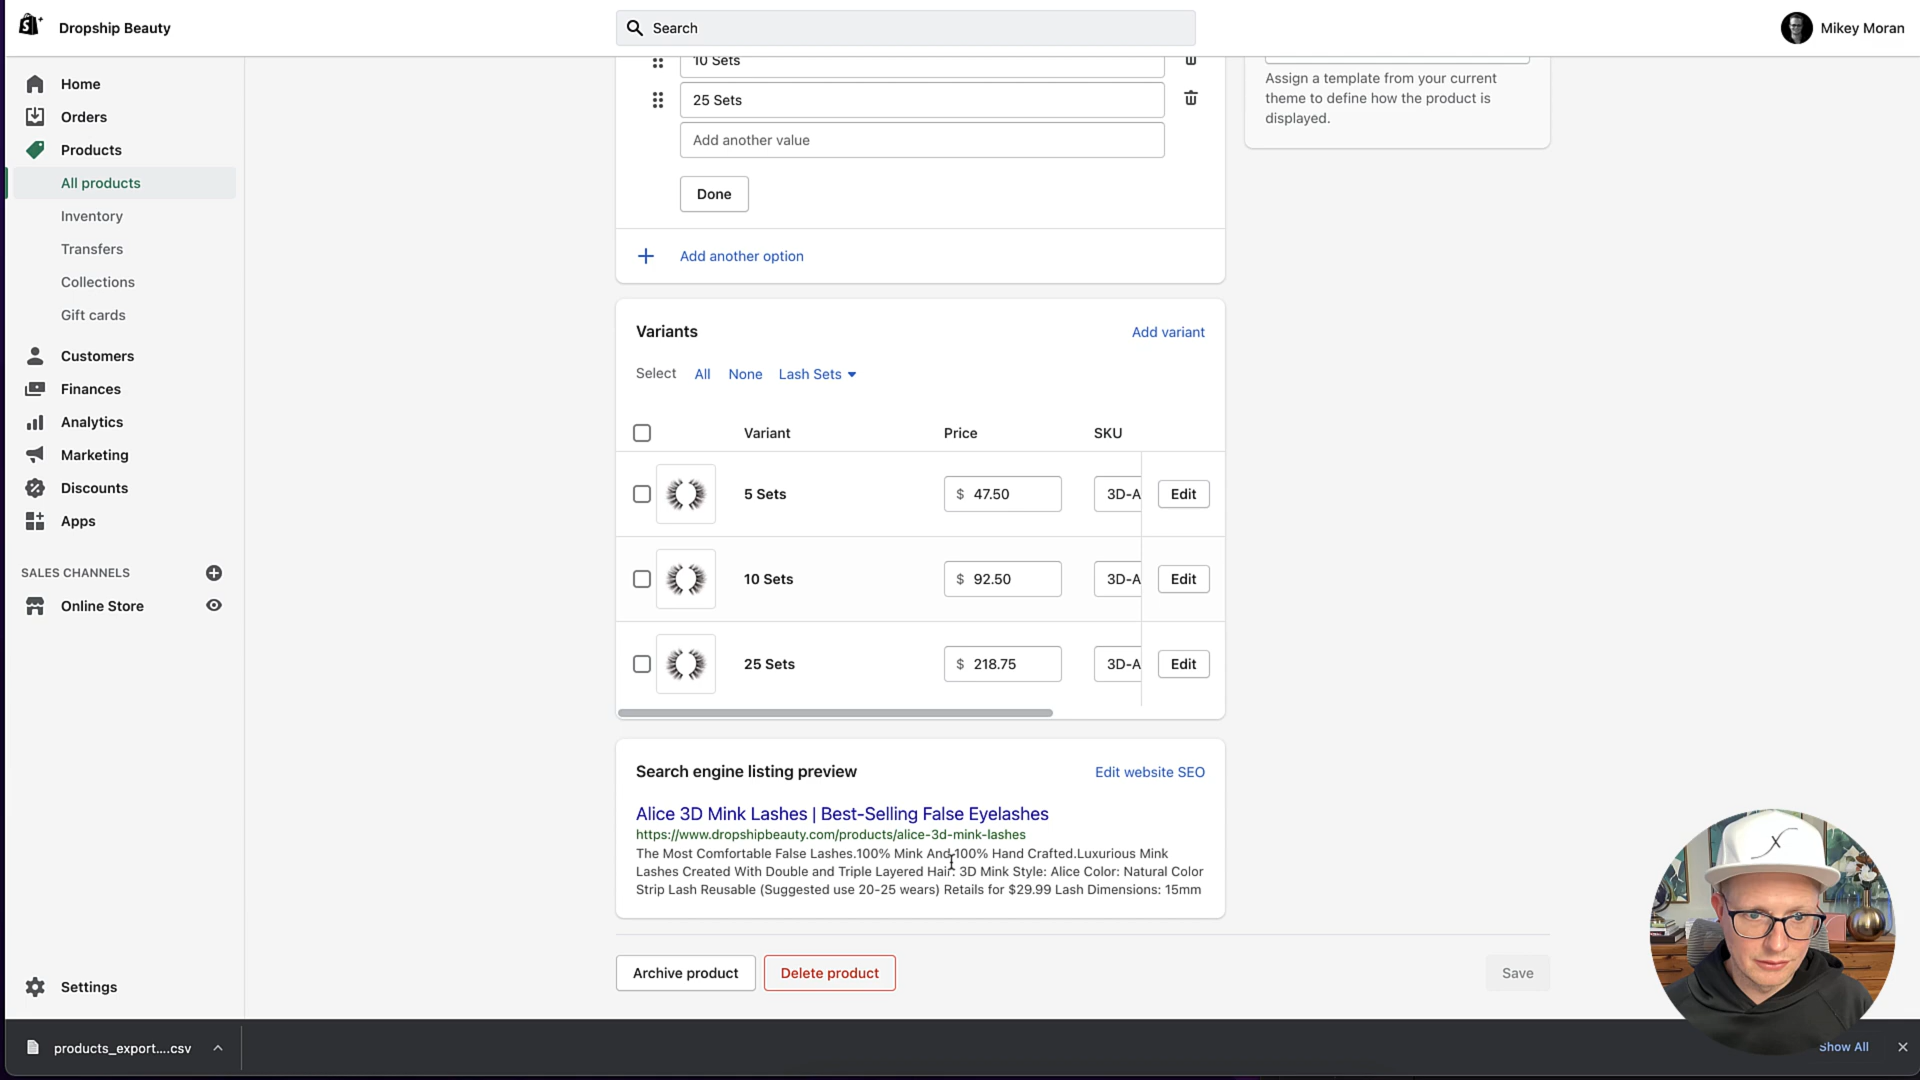 Dropship Beauty
Search
Mikey Moran
Home
Orders
Products
All products
Inventory
Transfers
Collections
Gift cards
Customers
Finances
Analytics
Marketing
Discounts
Apps
SALES CHANNELS
Online Store
Settings
10 Sets
25 Sets
Add another value
Done
Add another option
Assign a template from your current
theme to define how the product is
displayed.
Variants
Add variant
Select All None Lash Sets
Variant Price SKU
5 Sets $ 47.50 3D-A Edit
10 Sets $ 92.50 3D-A Edit
25 Sets $ 218.75 3D-A Edit
Search engine listing preview
Edit website SEO
Alice 3D Mink Lashes | Best-Selling False Eyelashes
https://www.dropshipbeauty.com/products/alice-3d-mink-lashes
The Most Comfortable False Lashes.100% Mink And 100% Hand Crafted.Luxurious Mink
Lashes Created With Double and Triple Layered Hair. 3D Mink Style: Alice Color: Natural Color
Strip Lash Reusable (Suggested use 20-25 wears) Retails for $29.99 Lash Dimensions: 15mm
Archive product
Delete product
Save
products_export....csv
Show All